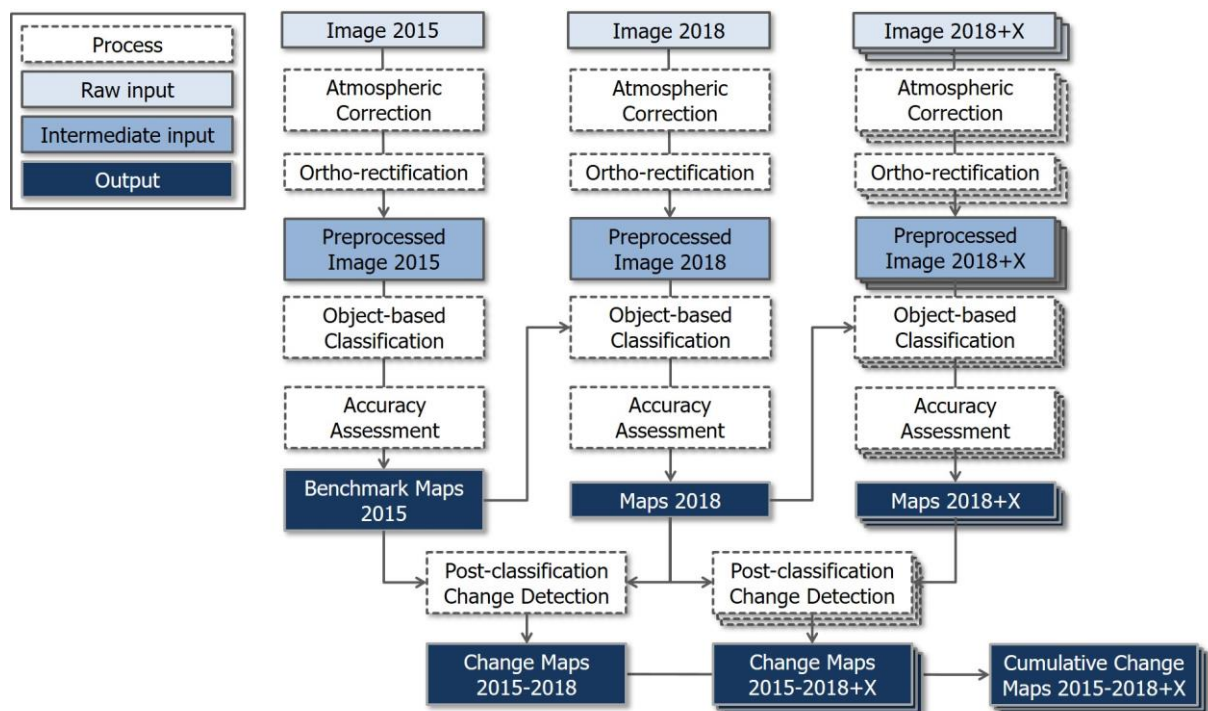 Process
Raw input
Intermediate input
Output
Image 2015
Image 2018
Image 2018+X
Atmospheric
Correction
Atmospheric
Correction
Atmospheric
Correction
Ortho-rectification
Ortho-rectification
Ortho-rectification
Preprocessed
Image 2015
Preprocessed
Image 2018
Preprocessed
Image 2018+X
Object-based
Classification
Object-based
Classification
Object-based
Classification
Accuracy
Assessment
Accuracy
Assessment
Accuracy
Assessment
Benchmark Maps
2015
Maps 2018
Maps 2018+X
Post-classification
Change Detection
Post-classification
Change Detection
Change Maps
2015-2018
Change Maps
2015-2018+X
Cumulative Change
Maps 2015-2018+X